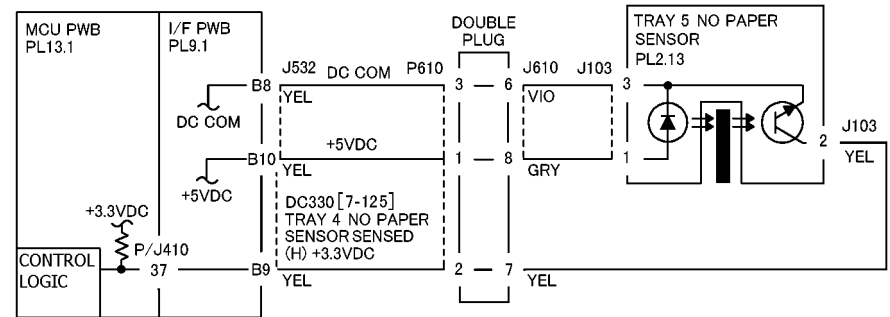 MCU PWB
PL13.1
I/F PWB
PL9.1
DOUBLE
PLUG
TRAY 5 NO PAPER
SENSOR
PL2.13
B8
J532
DC COM
P610
3
6
J610
J103
3
YEL
VIO
DC COM
2
J103
YEL
B10
+5VDC
1
8
1
YEL
GRY
+5VDC
DC330 [7-125]
TRAY 4 NO PAPER
SENSOR SENSED
(H) +3.3VDC
+3.3VDC
P/J410
CONTROL
LOGIC
37
B9
2
7
YEL
YEL